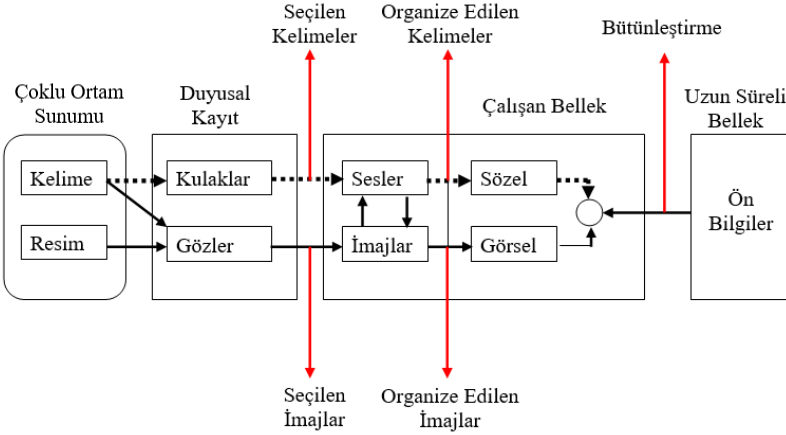 Seçilen
Kelimeler
Organize Edilen
Kelimeler
Bütünleştirme
Çoklu Ortam
Sunumu
Duyusal
Kayıt
Çalışan Bellek
Uzun Süreli
Bellek
Kelime
Kulaklar
Sesler
Sözel
Resim
Gözler
İmajlar
Görsel
Ön
Bilgiler
Seçilen
İmajlar
Organize Edilen
İmajlar